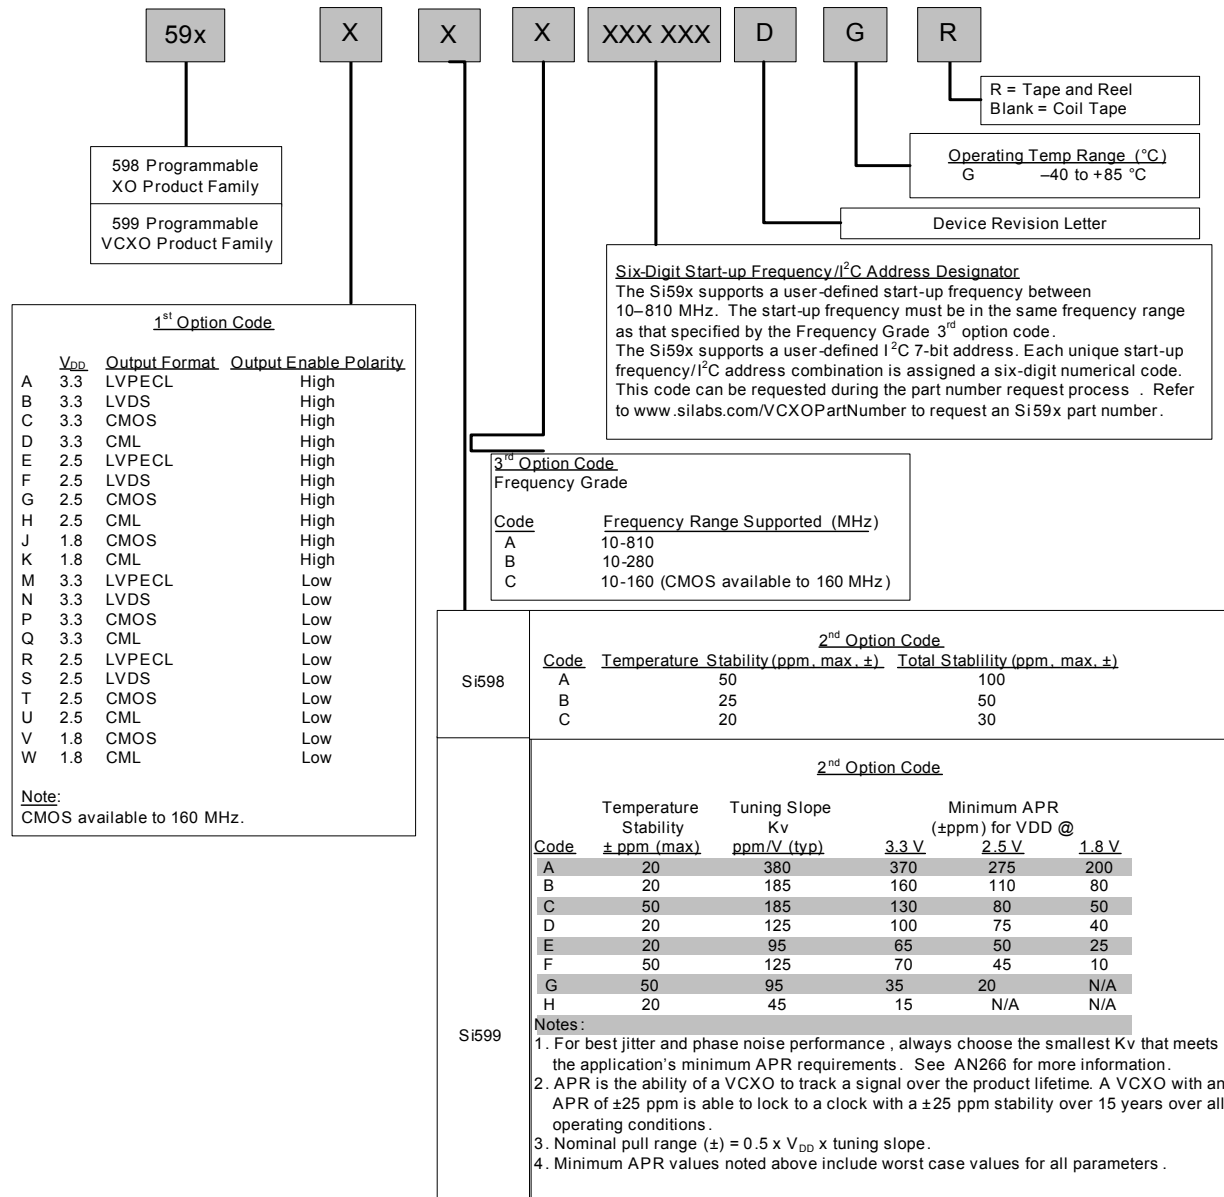 59x X X X XXX XXX D G R
R = Tape and Reel
Blank = Coil Tape
Operating Temp Range (°C)
G –40 to +85 °C
Device Revision Letter
598 Programmable
XO Product Family
599 Programmable
VCXO Product Family
Six-Digit Start-up Frequency/I²C Address Designator
The Si59x supports a user-defined start-up frequency between
10–810 MHz. The start-up frequency must be in the same frequency range
as that specified by the Frequency Grade 3rd option code.
The Si59x supports a user-defined I²C 7-bit address. Each unique start-up
frequency/I²C address combination is assigned a six-digit numerical code.
This code can be requested during the part number request process . Refer
to www.silabs.com/VCXOPartNumber to request an Si59x part number.
1st Option Code
VDD Output Format Output Enable Polarity
A 3.3 LVPECL High
B 3.3 LVDS High
C 3.3 CMOS High
D 3.3 CML High
E 2.5 LVPECL High
F 2.5 LVDS High
G 2.5 CMOS High
H 2.5 CML High
J 1.8 CMOS High
K 1.8 CML High
M 3.3 LVPECL Low
N 3.3 LVDS Low
P 3.3 CMOS Low
Q 3.3 CML Low
R 2.5 LVPECL Low
S 2.5 LVDS Low
T 2.5 CMOS Low
U 2.5 CML Low
V 1.8 CMOS Low
W 1.8 CML Low
Note:
CMOS available to 160 MHz.
3rd Option Code
Frequency Grade
Code Frequency Range Supported (MHz)
A 10-810
B 10-280
C 10-160 (CMOS available to 160 MHz)
Si598
2nd Option Code
Code Temperature Stability (ppm, max, ±) Total Stablility (ppm, max, ±)
A 50 100
B 25 50
C 20 30
Si599
2nd Option Code
Temperature Tuning Slope Minimum APR
Stability Kv (±ppm) for VDD @
Code ± ppm (max) ppm/V (typ) 3.3 V 2.5 V 1.8 V
A 20 380 370 275 200
B 20 185 160 110 80
C 50 185 130 80 50
D 20 125 100 75 40
E 20 95 65 50 25
F 50 125 70 45 10
G 50 95 35 20 N/A
H 20 45 15 N/A N/A
Notes:
1. For best jitter and phase noise performance , always choose the smallest Kv that meets
the application's minimum APR requirements. See AN266 for more information.
2. APR is the ability of a VCXO to track a signal over the product lifetime. A VCXO with an
APR of ±25 ppm is able to lock to a clock with a ±25 ppm stability over 15 years over all
operating conditions.
3. Nominal pull range (±) = 0.5 x VDD x tuning slope.
4. Minimum APR values noted above include worst case values for all parameters .